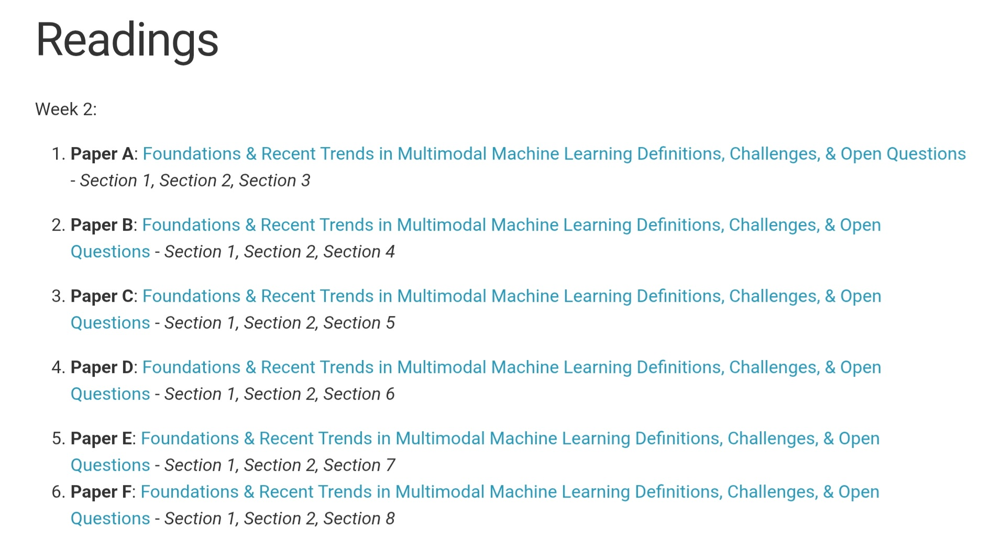 Readings
Week 2:
1. Paper A: Foundations & Recent Trends in Multimodal Machine Learning Definitions, Challenges, & Open Questions
- Section 1, Section 2, Section 3
2. Paper B: Foundations & Recent Trends in Multimodal Machine Learning Definitions, Challenges, & Open
Questions - Section 1, Section 2, Section 4
3. Paper C: Foundations & Recent Trends in Multimodal Machine Learning Definitions, Challenges, & Open
Questions - Section 1, Section 2, Section 5
4. Paper D: Foundations & Recent Trends in Multimodal Machine Learning Definitions, Challenges, & Open
Questions - Section 1, Section 2, Section 6
5. Paper E: Foundations & Recent Trends in Multimodal Machine Learning Definitions, Challenges, & Open
Questions - Section 1, Section 2, Section 7
6. Paper F: Foundations & Recent Trends in Multimodal Machine Learning Definitions, Challenges, & Open
Questions - Section 1, Section 2, Section 8